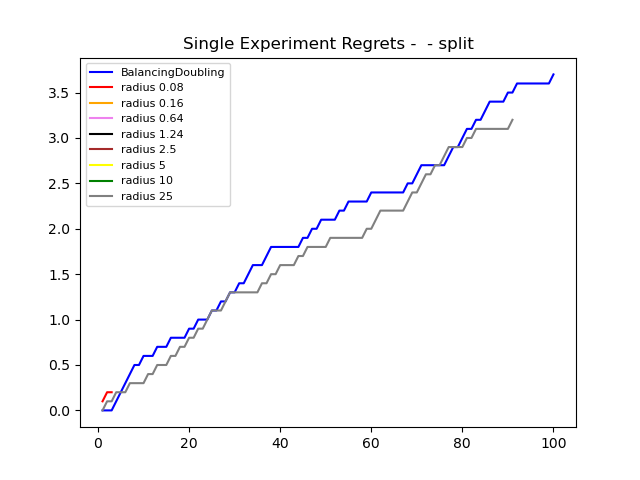 Single Experiment Regrets -  - split
BalancingDoubling
radius 0.08
radius 0.16
radius 0.64
radius 1.24
radius 2.5
radius 5
radius 10
radius 25
3.5
3.0
2.5
2.0
1.5
1.0
0.5
0.0
0 20 40 60 80 100